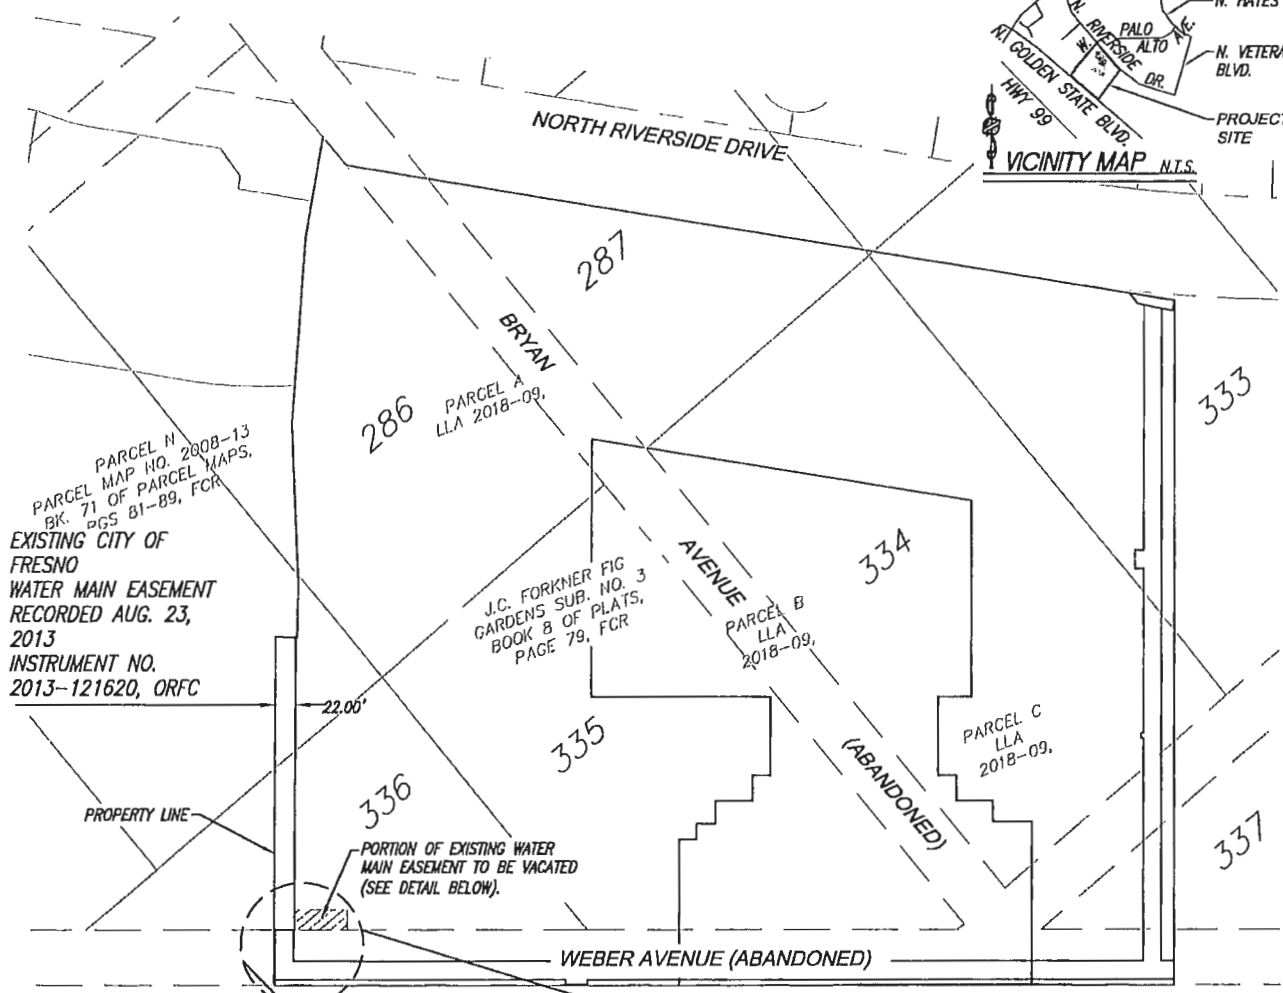 N. HAYES
PALO
ALTO
AVE.
N. RIVERSIDE
DR.
N. VETERA
BLVD.
N. GOLDEN STATE BLVD.
HWY 99
PROJECT
SITE
VICINITY MAP N.T.S.
NORTH RIVERSIDE DRIVE
287
BRYAN
286
PARCEL A
LLA 2018-09,
333
PARCEL N
PARCEL MAP NO. 2008-13
BK. 71 OF PARCEL MAPS,
PGS 81-89, FCR
EXISTING CITY OF
FRESNO
WATER MAIN EASEMENT
RECORDED AUG. 23,
2013
INSTRUMENT NO.
2013-121620, ORFC
22.00'
J.C. FORKNER FIG
GARDENS SUB. NO. 3
BOOK 8 OF PLATS,
PAGE 79, FCR
AVENUE
334
PARCEL B
LLA
2018-09,
335
PARCEL C
LLA
2018-09,
(ABANDONED)
336
337
PROPERTY LINE
PORTION OF EXISTING WATER
MAIN EASEMENT TO BE VACATED
(SEE DETAIL BELOW).
WEBER AVENUE (ABANDONED)